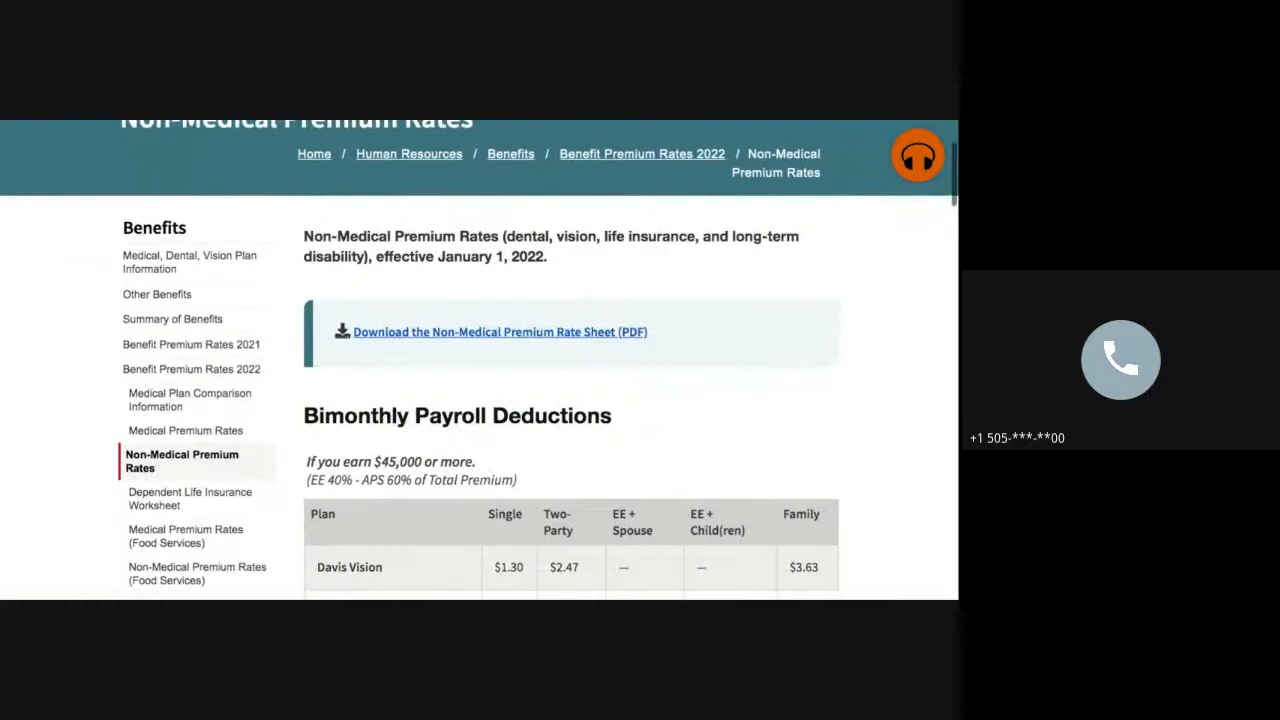 Non-Medical Premium Rates
Home / Human Resources / Benefits / Benefit Premium Rates 2022 / Non-Medical
Premium Rates
Benefits
Medical, Dental, Vision Plan
Information
Other Benefits
Summary of Benefits
Benefit Premium Rates 2021
Benefit Premium Rates 2022
Medical Plan Comparison
Information
Medical Premium Rates
Non-Medical Premium
Rates
Dependent Life Insurance
Worksheet
Medical Premium Rates
(Food Services)
Non-Medical Premium Rates
(Food Services)
Non-Medical Premium Rates (dental, vision, life insurance, and long-term
disability), effective January 1, 2022.
Download the Non-Medical Premium Rate Sheet (PDF)
Bimonthly Payroll Deductions
If you earn $45,000 or more.
(EE 40% - APS 60% of Total Premium)
Plan Single Two-Party EE + Spouse EE + Child(ren) Family
Davis Vision $1.30 $2.47 — — $3.63
+1 505-***-**00